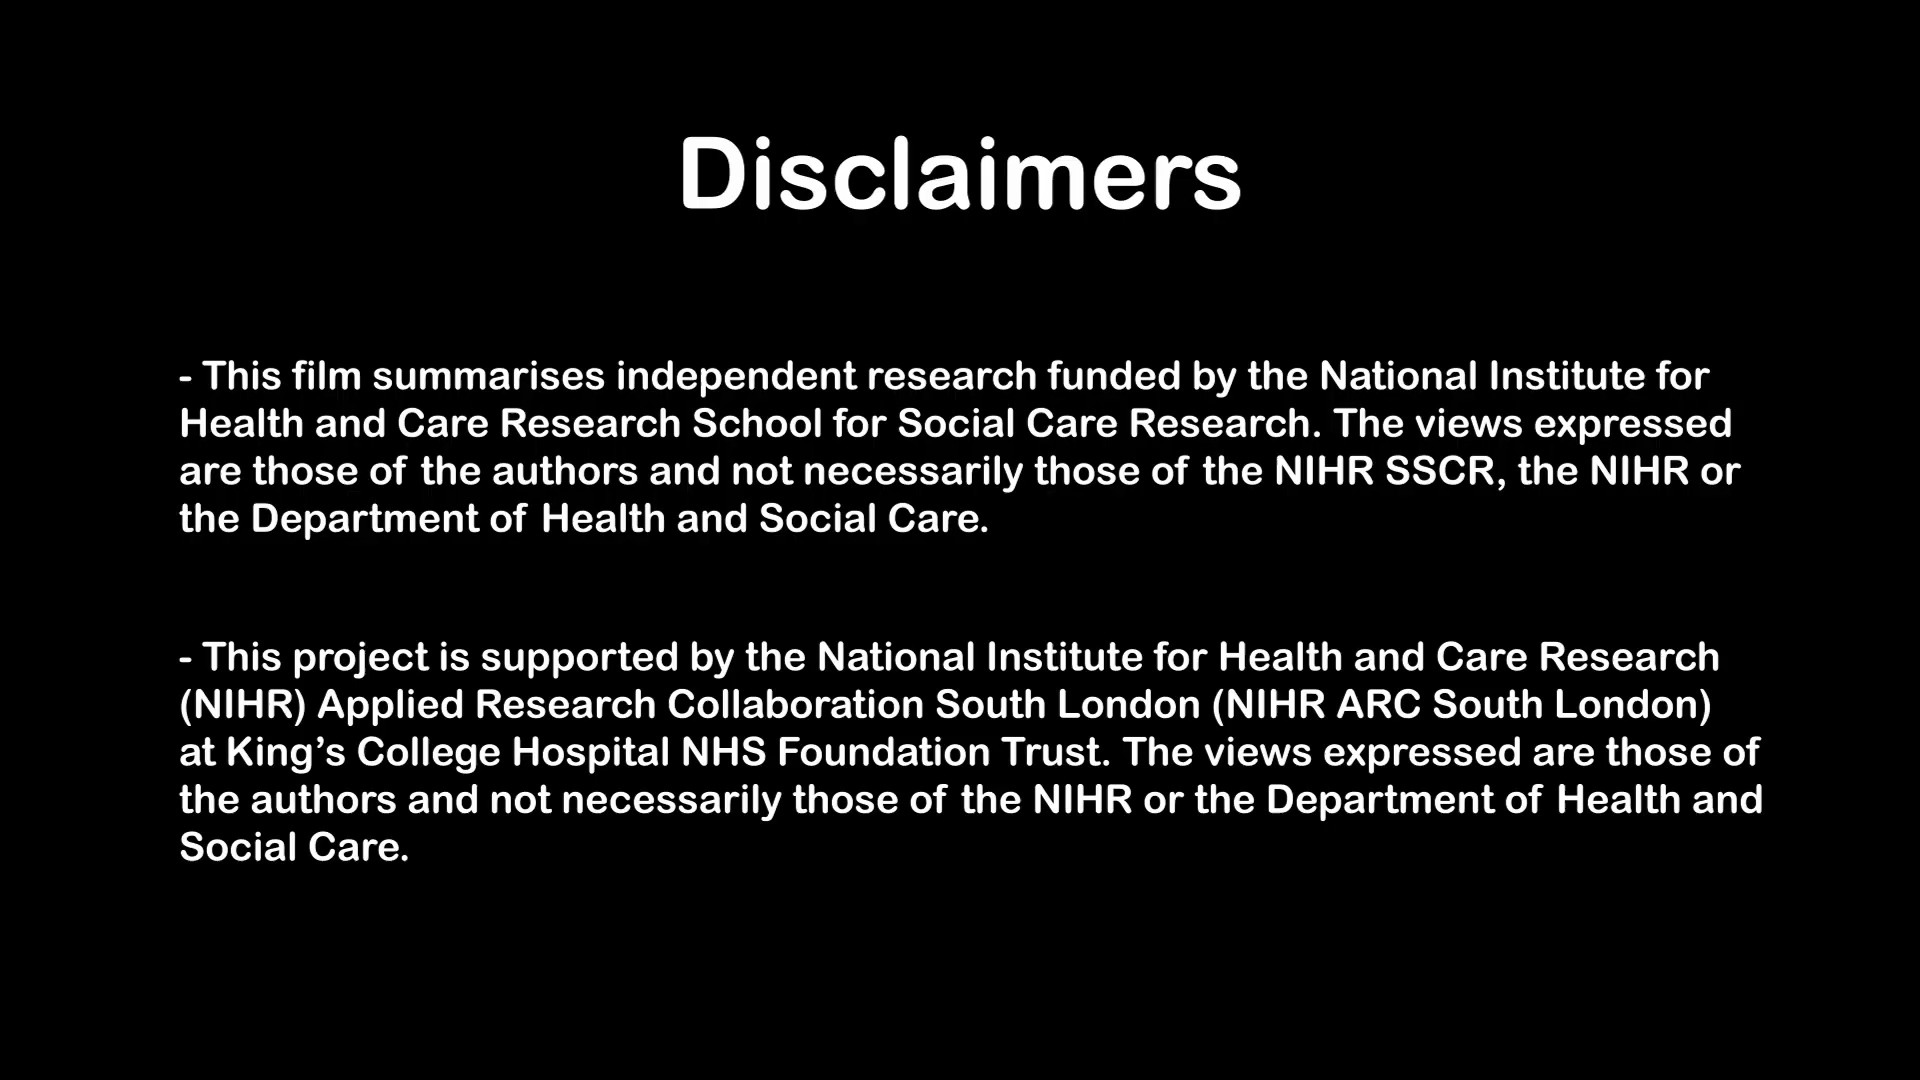 Disclaimers
- This film summarises independent research funded by the National Institute for
Health and Care Research School for Social Care Research. The views expressed
are those of the authors and not necessarily those of the NIHR SSCR, the NIHR or
the Department of Health and Social Care.
- This project is supported by the National Institute for Health and Care Research
(NIHR) Applied Research Collaboration South London (NIHR ARC South London)
at King’s College Hospital NHS Foundation Trust. The views expressed are those of
the authors and not necessarily those of the NIHR or the Department of Health and
Social Care.